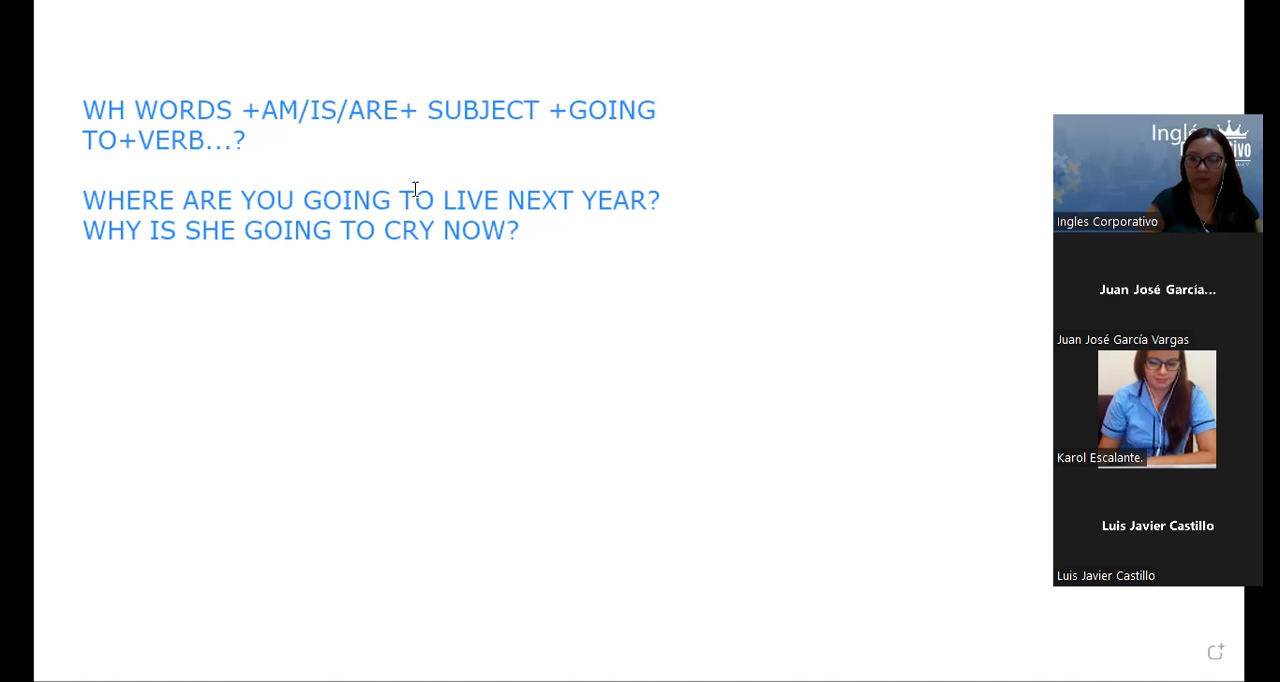 WH WORDS +AM/IS/ARE+ SUBJECT +GOING
TO+VERB...?
WHERE ARE YOU GOING TO LIVE NEXT YEAR?
WHY IS SHE GOING TO CRY NOW?
Ingles Corporativo
Juan José García...
Juan José García Vargas
Karol Escalante.
Luis Javier Castillo
Luis Javier Castillo